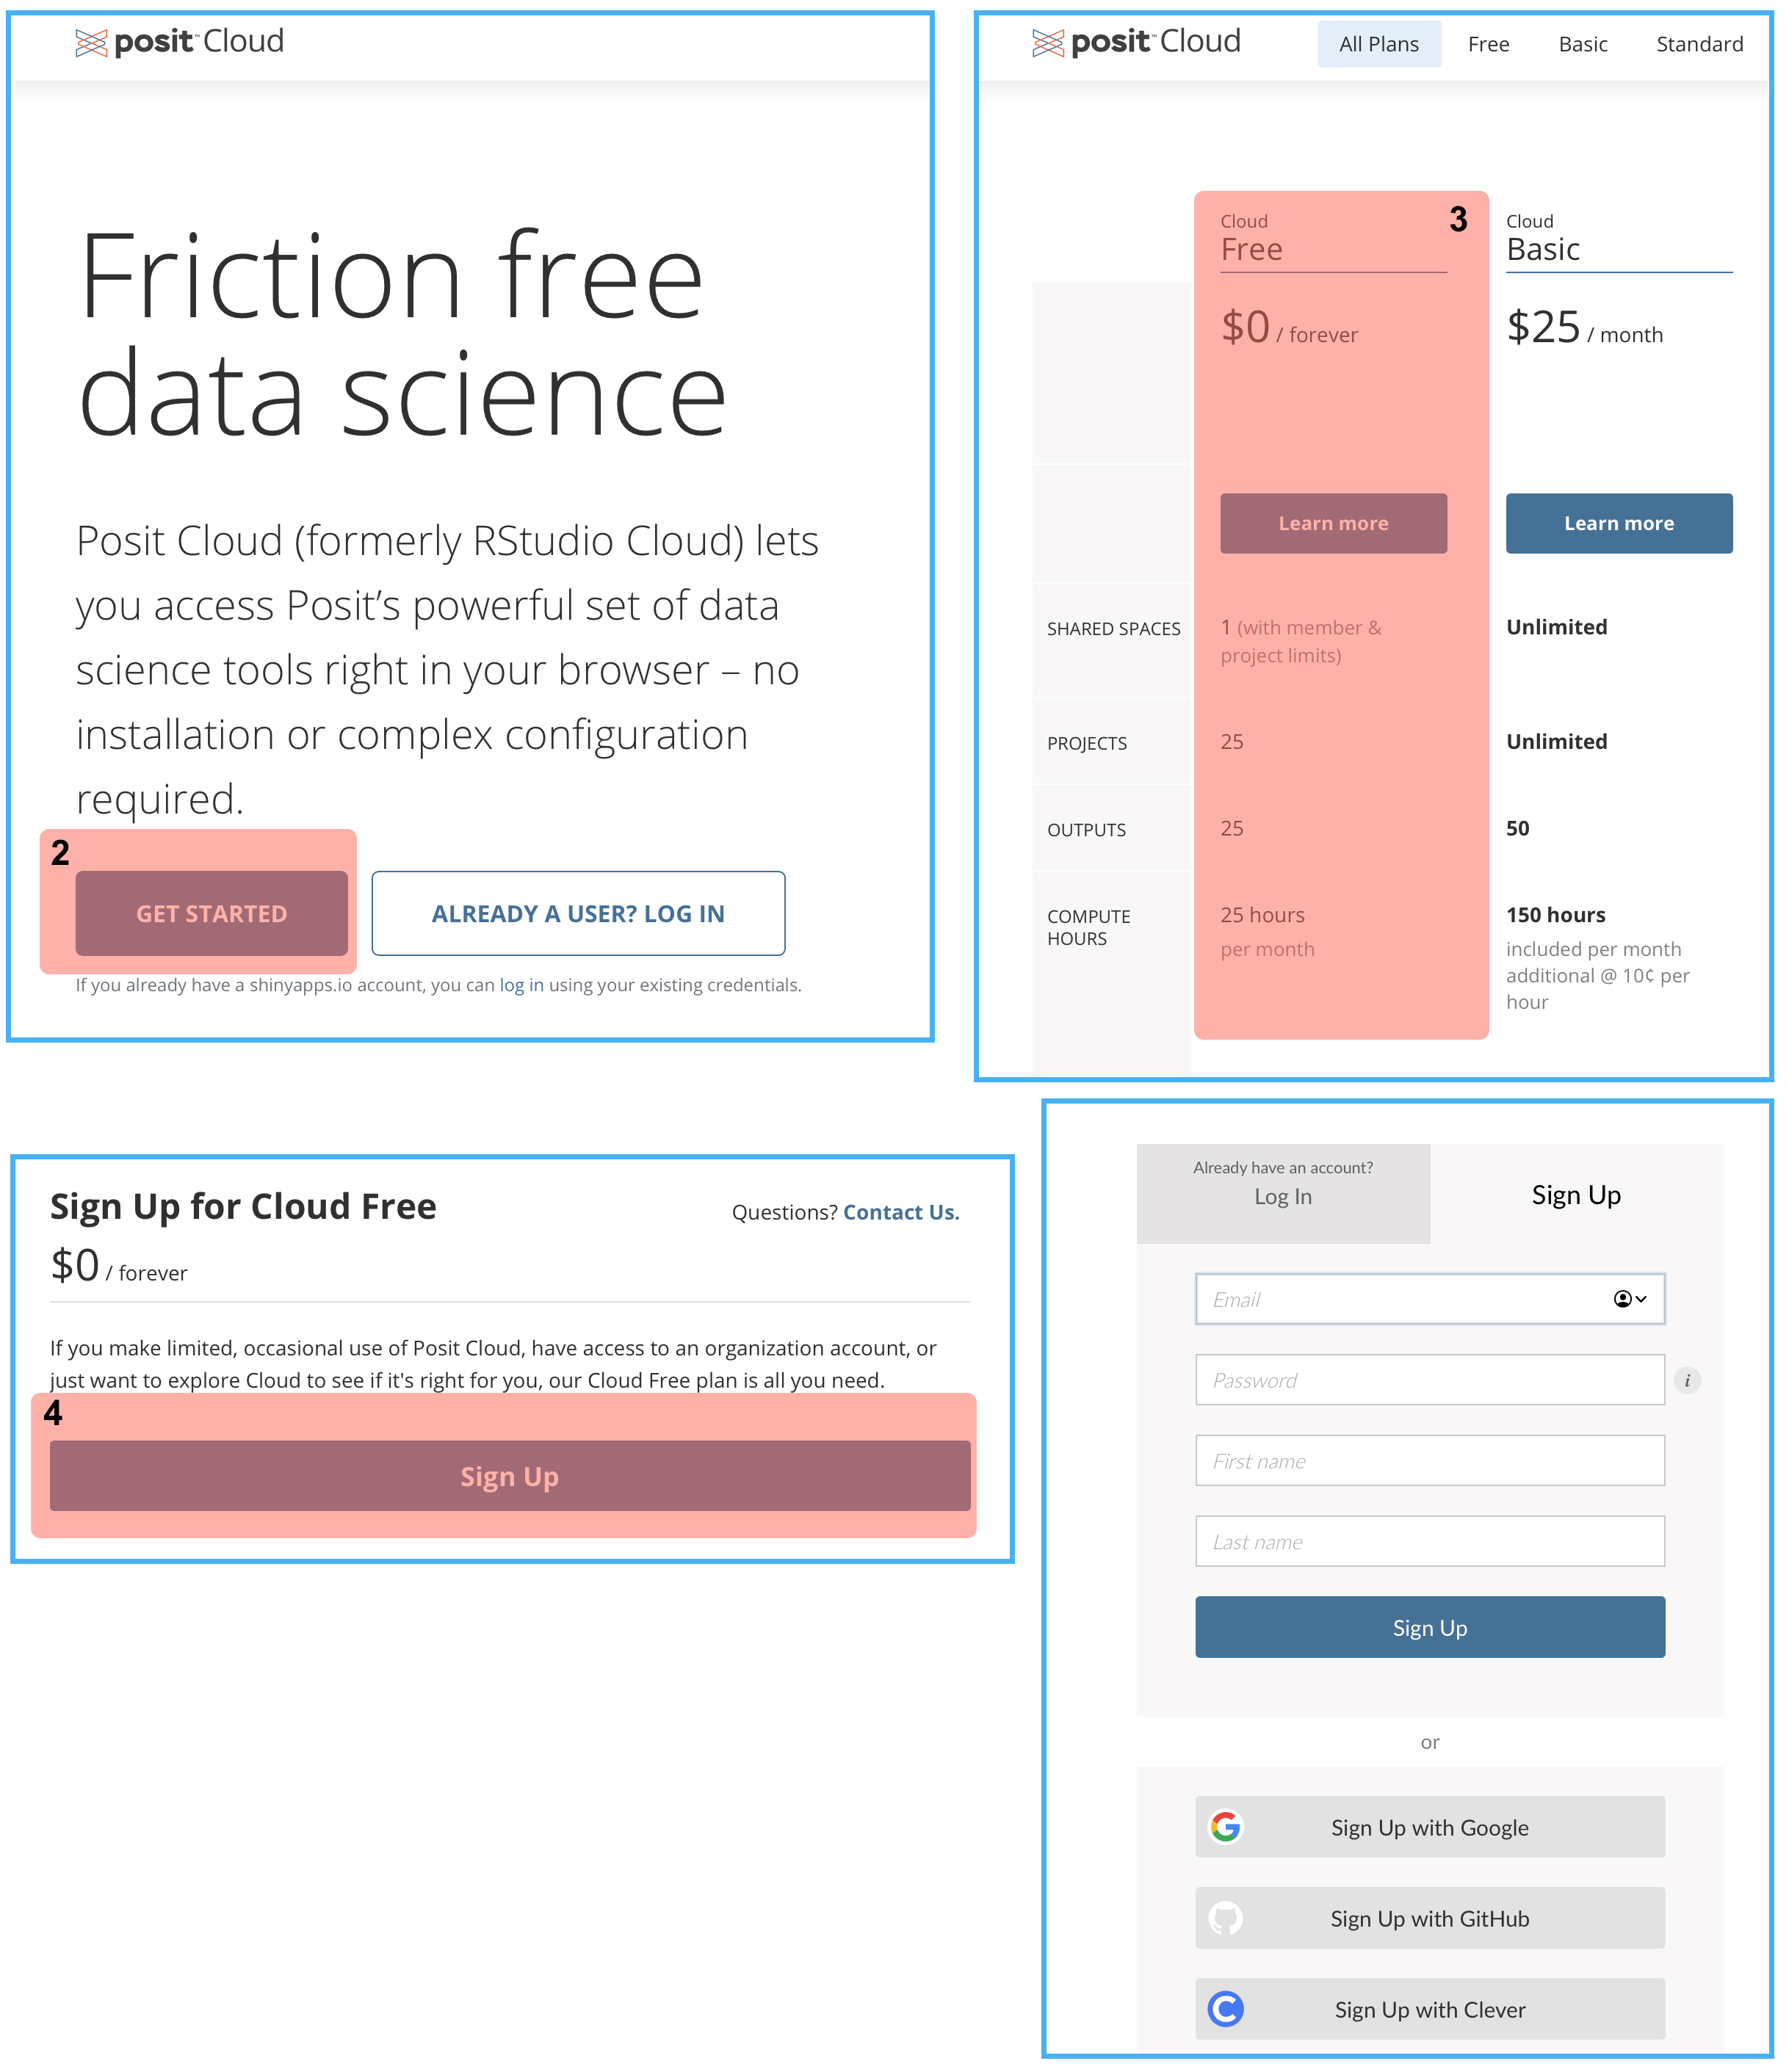 posit™ Cloud
Friction free
data science
Posit Cloud (formerly RStudio Cloud) lets
you access Posit’s powerful set of data
science tools right in your browser – no
installation or complex configuration
required.
2
GET STARTED
ALREADY A USER? LOG IN
If you already have a shinyapps.io account, you can log in using your existing credentials.
posit™ Cloud
All Plans Free Basic Standard
3
Cloud
Free
$0 / forever
Learn more
Cloud
Basic
$25 / month
Learn more
SHARED SPACES
1 (with member &
project limits)
Unlimited
PROJECTS
25
Unlimited
OUTPUTS
25
50
COMPUTE
HOURS
25 hours
per month
150 hours
included per month
additional @ 10¢ per
hour
Sign Up for Cloud Free
Questions? Contact Us.
$0 / forever
If you make limited, occasional use of Posit Cloud, have access to an organization account, or
just want to explore Cloud to see if it's right for you, our Cloud Free plan is all you need.
4
Sign Up
Already have an account?
Log In
Sign Up
Email
Password
i
First name
Last name
Sign Up
or
Sign Up with Google
Sign Up with GitHub
Sign Up with Clever